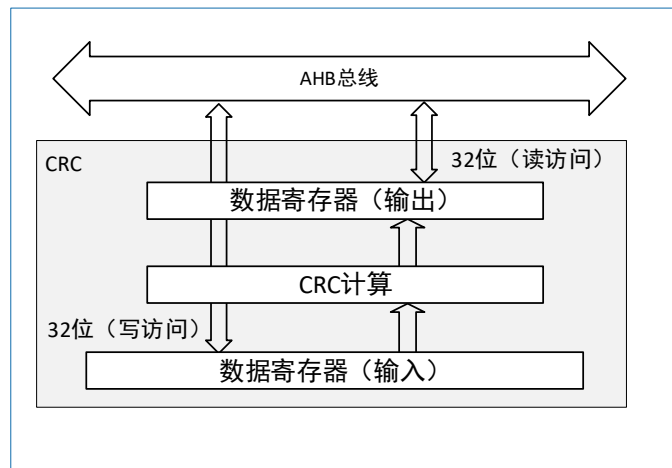 AHB总线
CRC
32位（读访问）
数据寄存器（输出）
CRC计算
32位（写访问）
数据寄存器（输入）